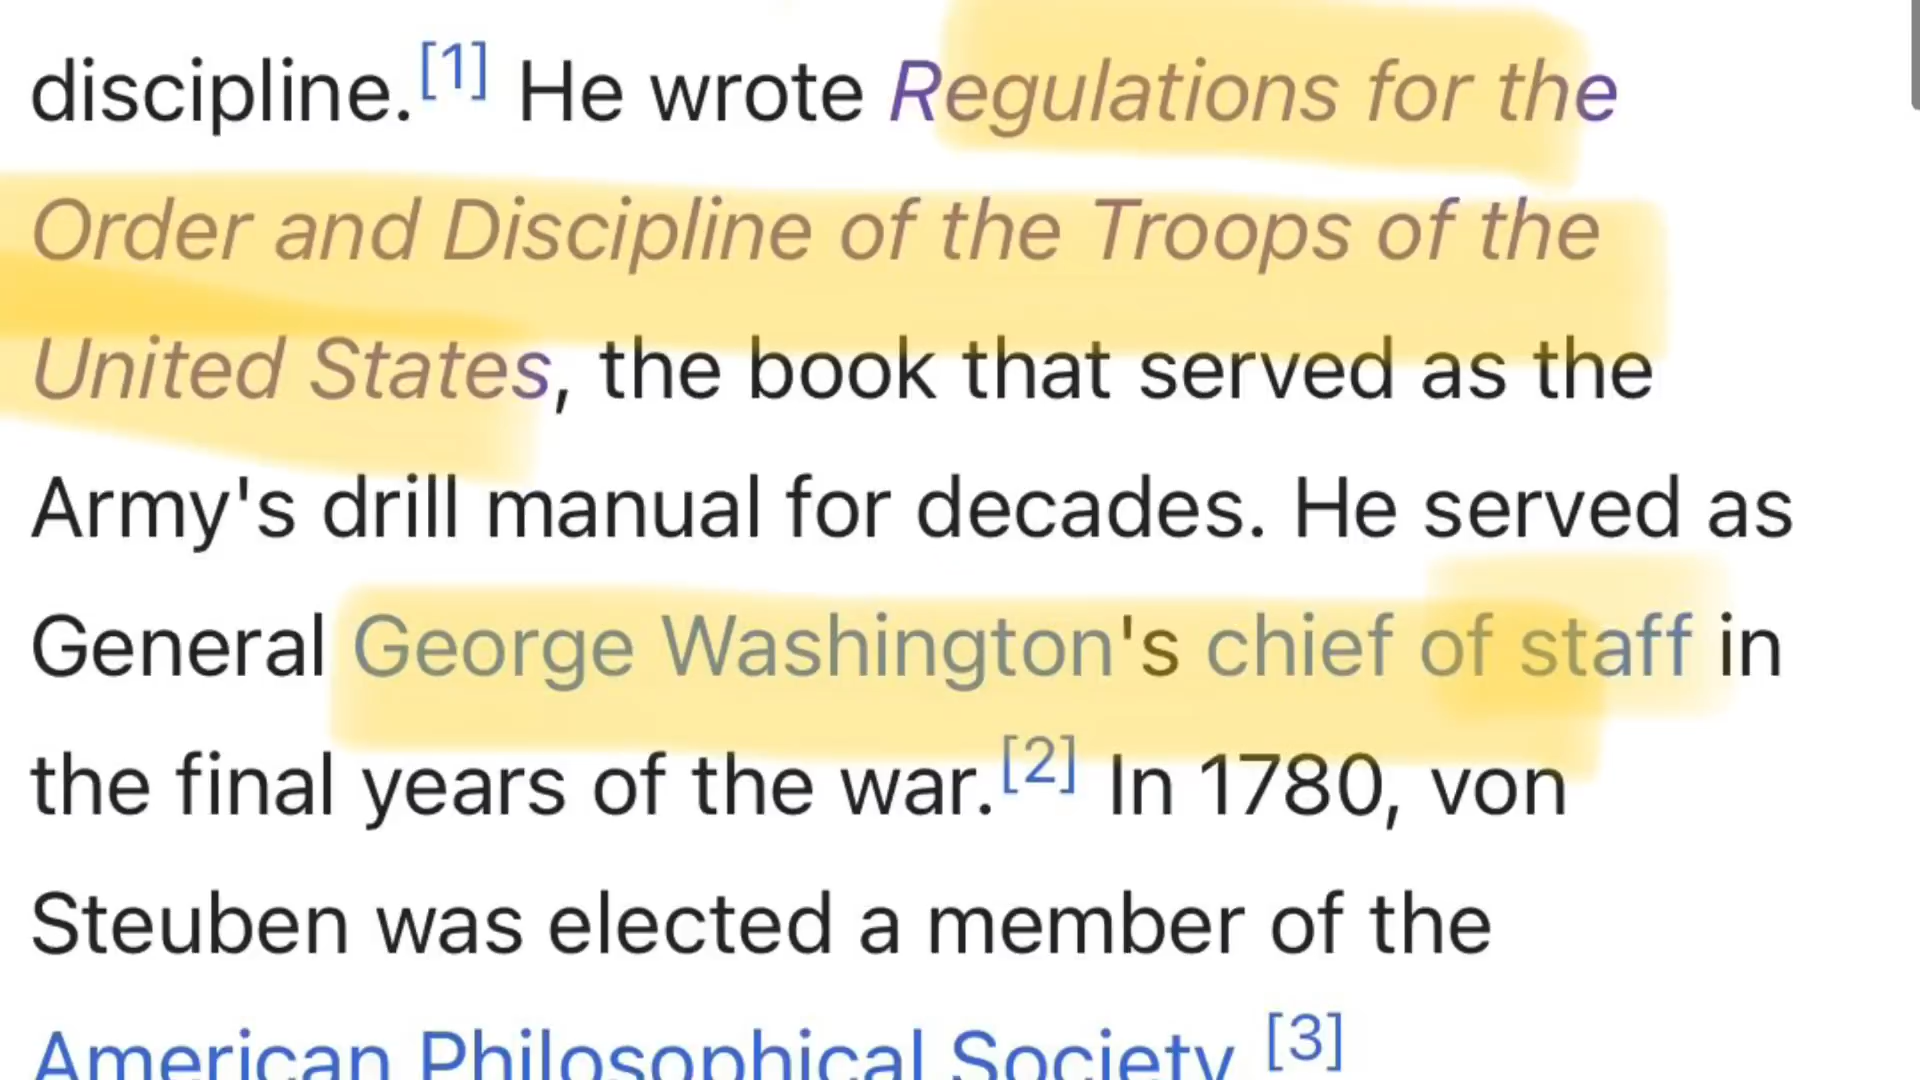 discipline.[1] He wrote Regulations for the
Order and Discipline of the Troops of the
United States, the book that served as the
Army's drill manual for decades. He served as
General George Washington's chief of staff in
the final years of the war.[2] In 1780, von
Steuben was elected a member of the
American Philosophical Society.[3]